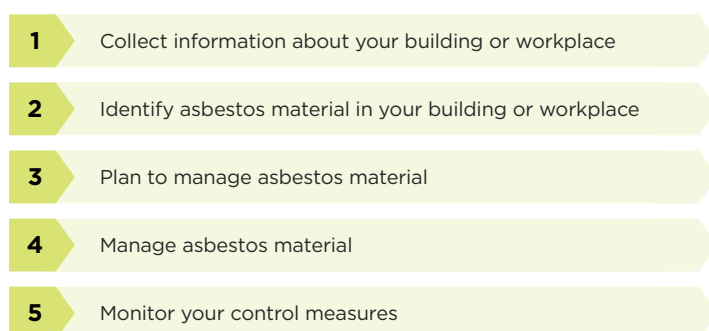 1 Collect information about your building or workplace
2 Identify asbestos material in your building or workplace
3 Plan to manage asbestos material
4 Manage asbestos material
5 Monitor your control measures